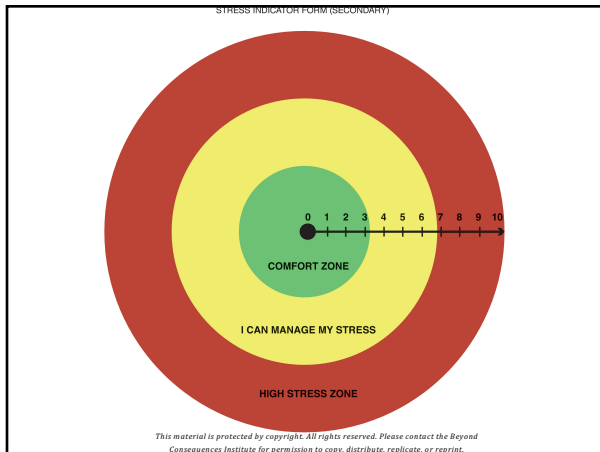 STRESS INDICATOR FORM (SECONDARY)
0 1 2 3 4 5 6 7 8 9 10
COMFORT ZONE
I CAN MANAGE MY STRESS
HIGH STRESS ZONE
This material is protected by copyright. All rights reserved. Please contact the Beyond
Consequences Institute for permission to copy, distribute, replicate, or reprint.